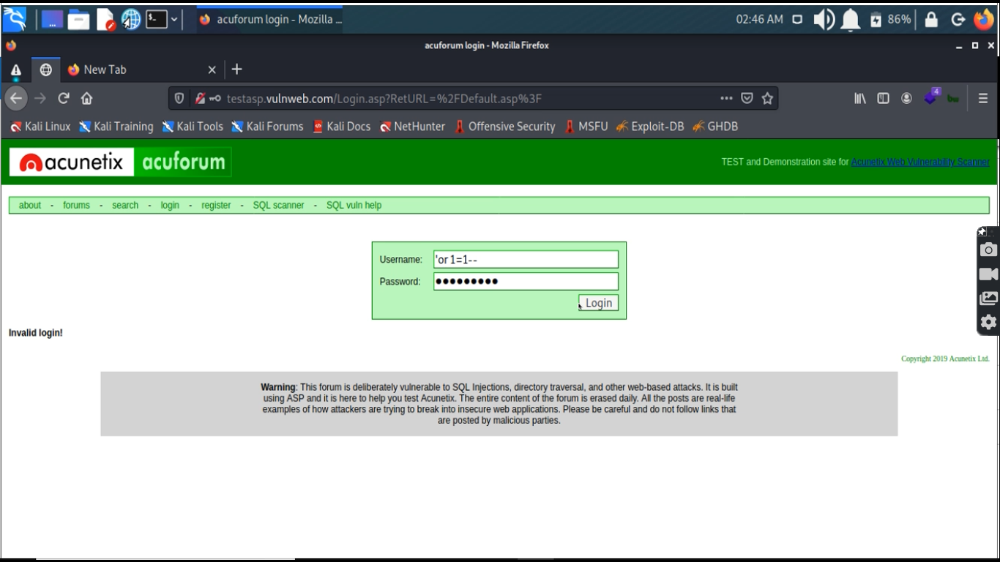 acuforum login - Mozilla ...
02:46 AM
86%
acuforum login - Mozilla Firefox
New Tab
testasp.vulnweb.com/Login.asp?RetURL=%2FDefault.asp%3F
4
Kali Linux Kali Training Kali Tools Kali Forums Kali Docs NetHunter Offensive Security MSFU Exploit-DB GHDB
acunetix acuforum
TEST and Demonstration site for Acunetix Web Vulnerability Scanner
about - forums - search - login - register - SQL scanner - SQL vuln help
Username: 'or 1=1--
Password: ●●●●●●●●●
Login
Invalid login!
Copyright 2019 Acunetix Ltd.
Warning: This forum is deliberately vulnerable to SQL Injections, directory traversal, and other web-based attacks. It is built
using ASP and it is here to help you test Acunetix. The entire content of the forum is erased daily. All the posts are real-life
examples of how attackers are trying to break into insecure web applications. Please be careful and do not follow links that
are posted by malicious parties.